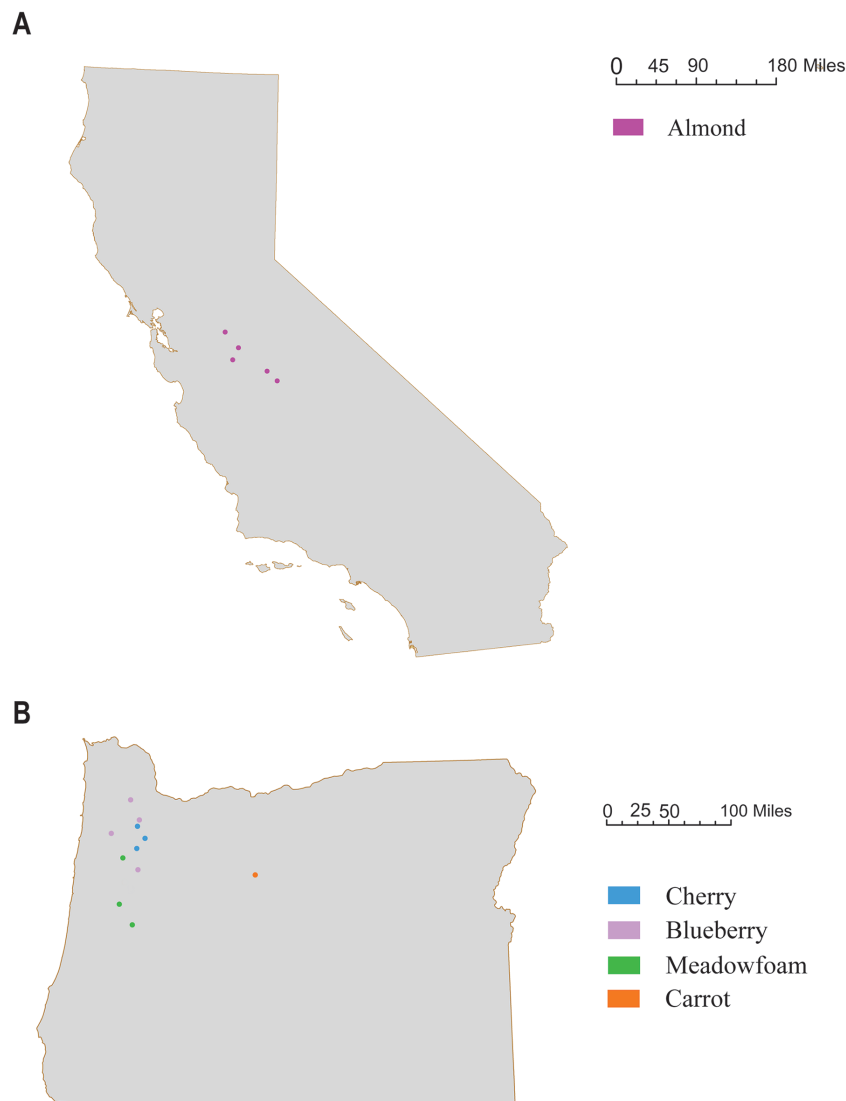 A
0 45 90 180 Miles
Almond
B
0 25 50 100 Miles
Cherry
Blueberry
Meadowfoam
Carrot